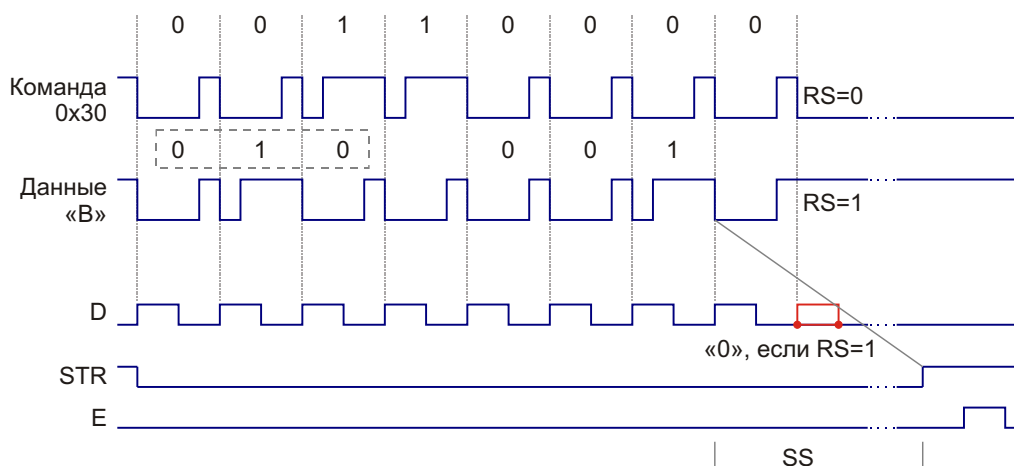 0 0 1 1 0 0 0 0
Команда
0x30
RS=0
0 1 0 0 0 1
Данные
«B»
RS=1
D
«0», если RS=1
STR
E
SS